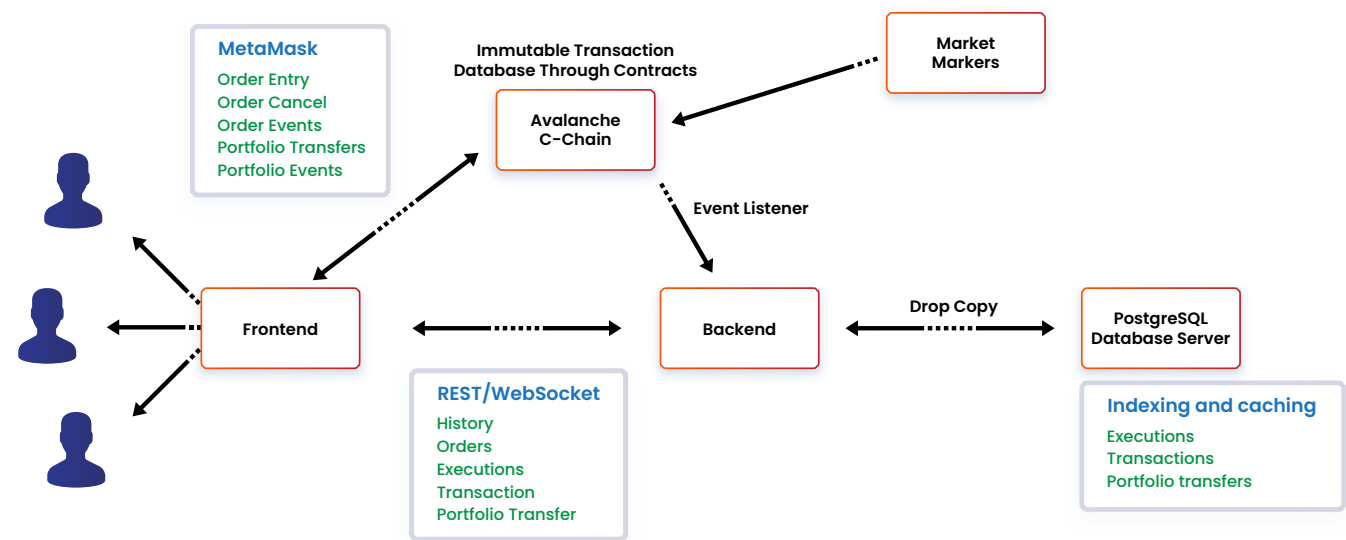 MetaMask
Order Entry
Order Cancel
Order Events
Portfolio Transfers
Portfolio Events
Immutable Transaction
Database Through Contracts
Avalanche
C-Chain
Market
Markers
Event Listener
Frontend
Backend
Drop Copy
PostgreSQL
Database Server
REST/WebSocket
History
Orders
Executions
Transaction
Portfolio Transfer
Indexing and caching
Executions
Transactions
Portfolio transfers